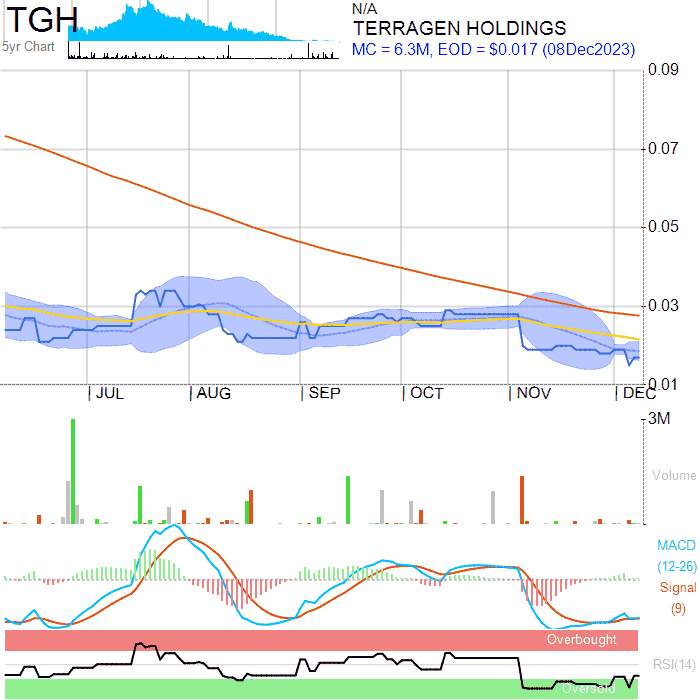 TGH
N/A
TERRAGEN HOLDINGS
5yr Chart
MC = 6.3M, EOD = $0.017 (08Dec2023)
0.09
0.07
0.05
0.03
0.01
JUL
AUG
SEP
OCT
NOV
DEC
3M
Volume
MACD
(12-26)
Signal
(9)
Overbought
RSI(14)
Oversold